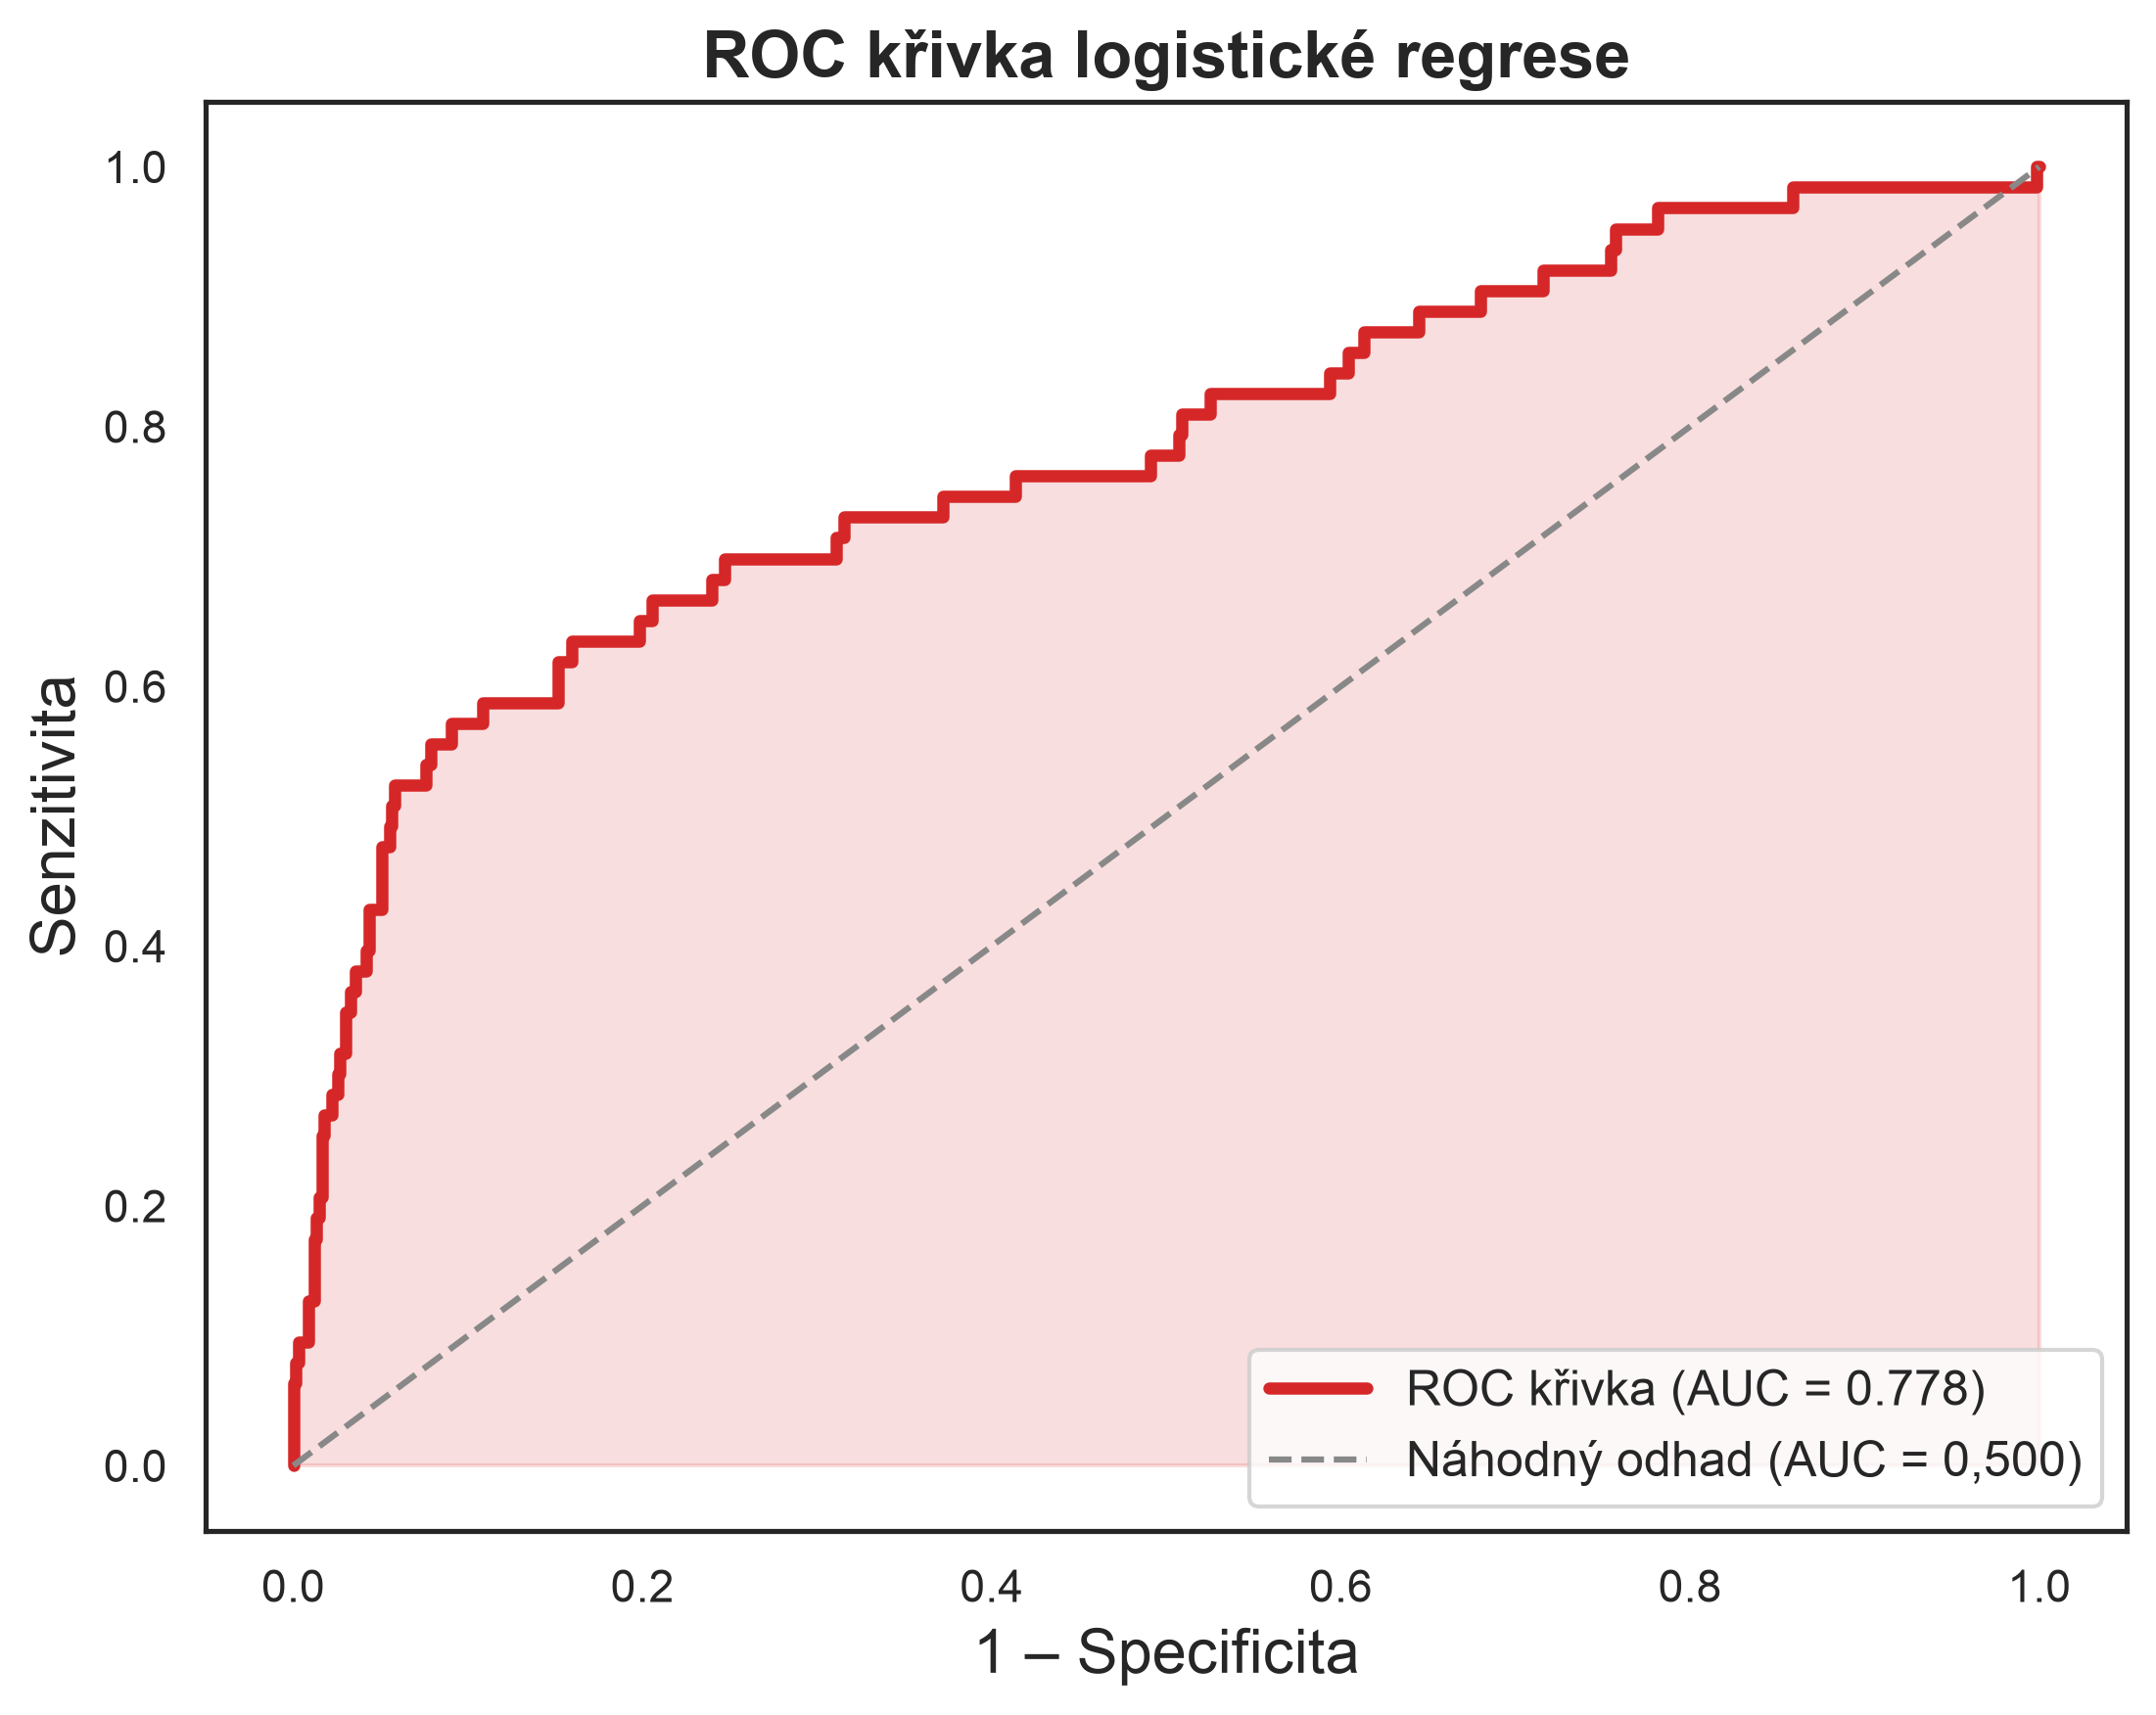 ROC křivka logistické regrese
1.0
0.8
0.6
0.4
0.2
0.0
Senzitivita
ROC křivka (AUC = 0.778)
Náhodný odhad (AUC = 0,500)
0.0 0.2 0.4 0.6 0.8 1.0
1 – Specificita